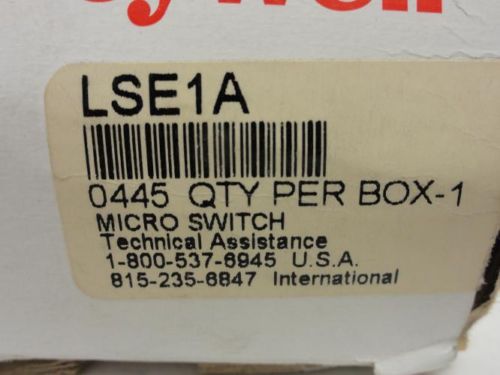 LSE1A
0445 QTY PER BOX-1
MICRO SWITCH
Technical Assistance
1-800-537-6945 U.S.A.
815-235-6847 International